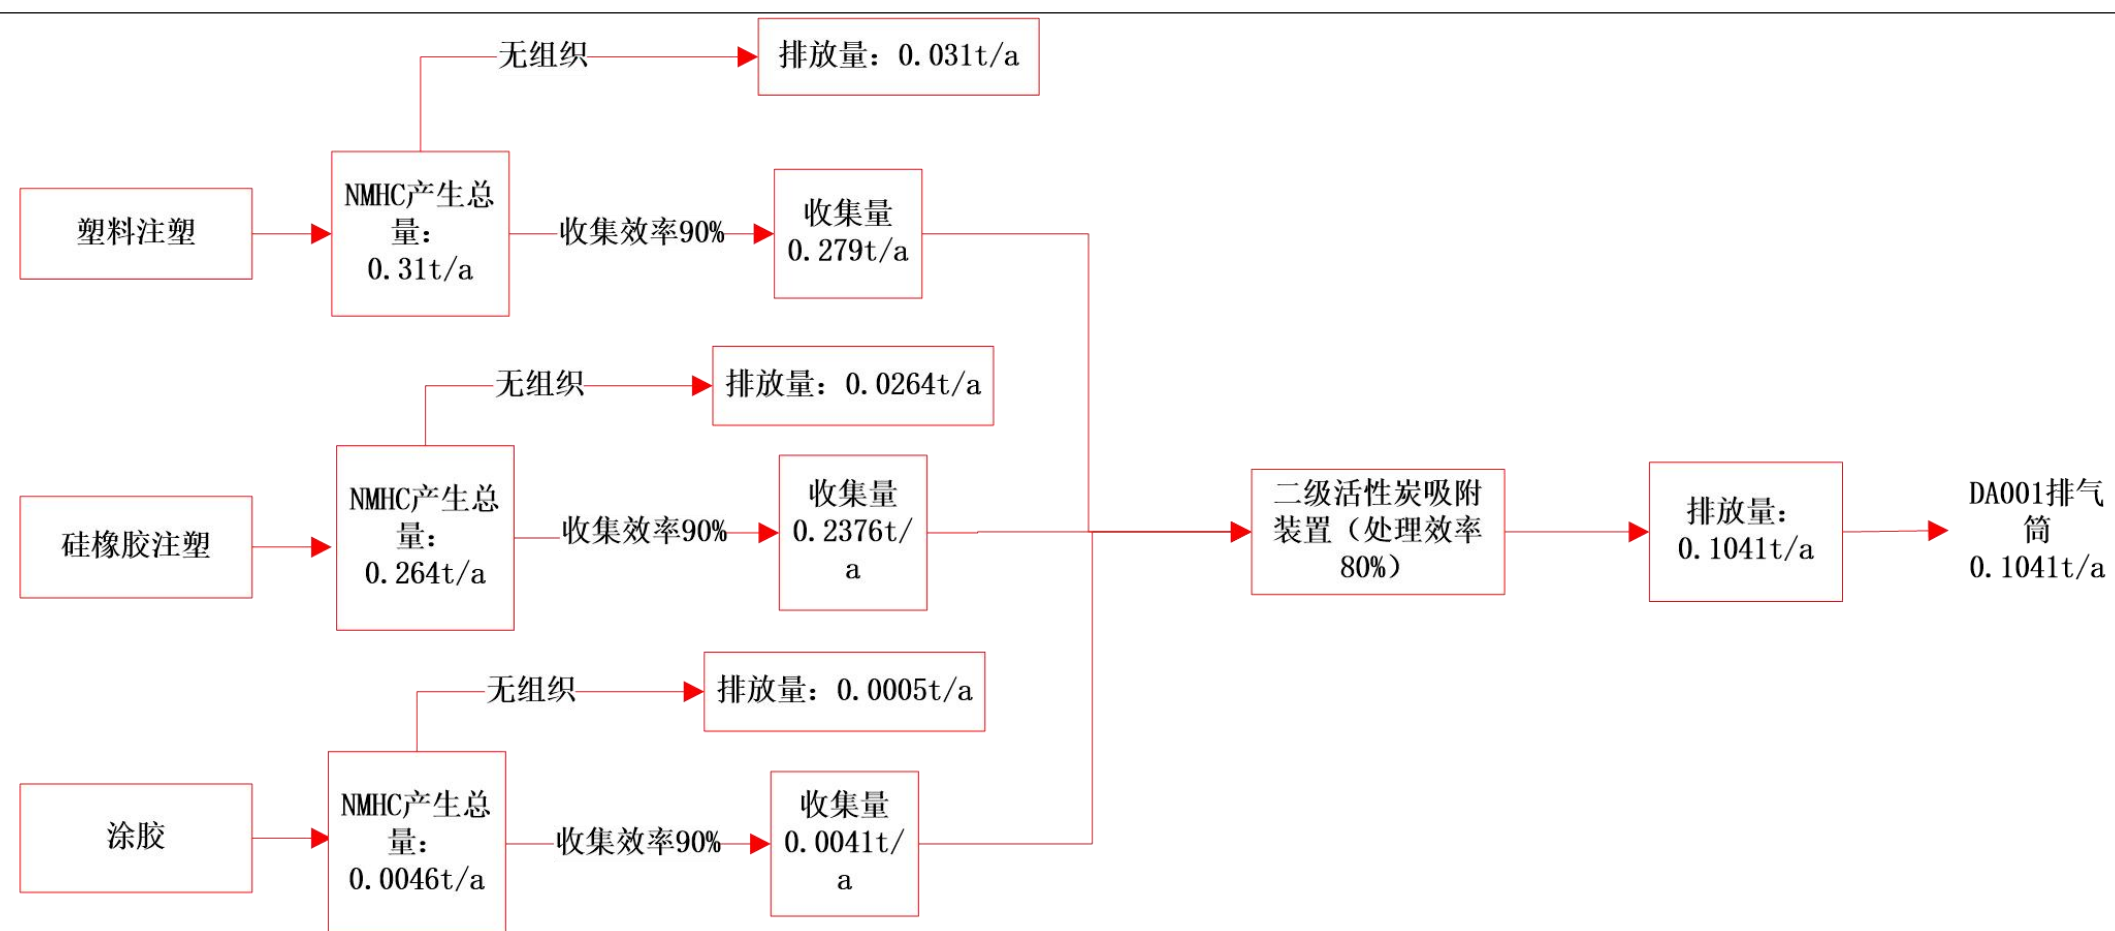 无组织
排放量：0.031t/a
塑料注塑
NMHC产生总
量：
0.31t/a
收集效率90%
收集量
0.279t/a
无组织
排放量：0.0264t/a
硅橡胶注塑
NMHC产生总
量：
0.264t/a
收集效率90%
收集量
0.2376t/
a
二级活性炭吸附
装置（处理效率
80%）
排放量：
0.1041t/a
DA001排气
筒
0.1041t/a
无组织
排放量：0.0005t/a
涂胶
NMHC产生总
量：
0.0046t/a
收集效率90%
收集量
0.0041t/
a